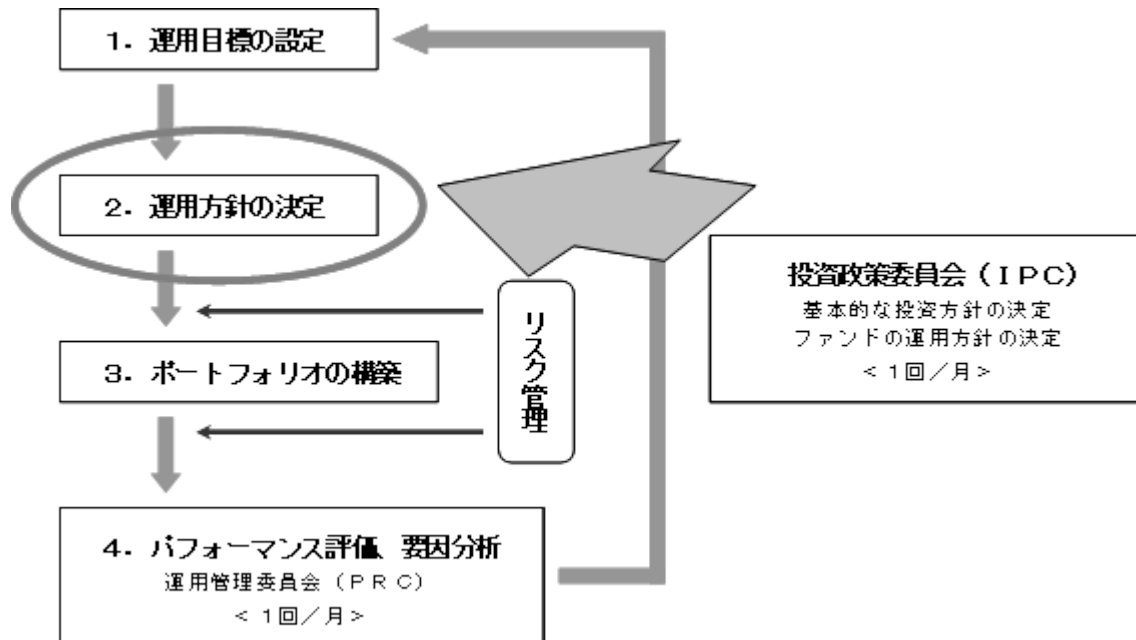 １．運用目標の設定
２．運用方針の決定
投資政策委員会（ＩＰＣ）
基本的な投資方針の決定
ファンドの運用方針の決定
＜１回／月＞
リスク管理
３．ポートフォリオの構築
４．パフォーマンス評価、要因分析
運用管理委員会（ＰＲＣ）
＜１回／月＞